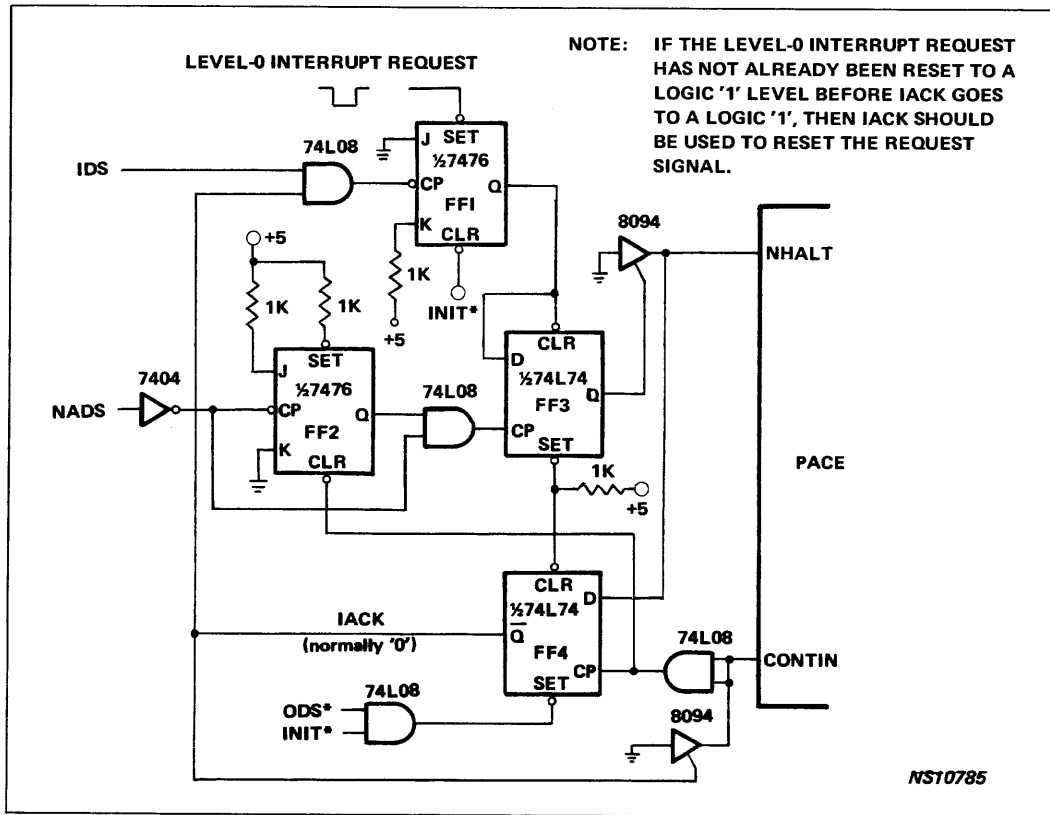 LEVEL-0 INTERRUPT REQUEST
NOTE: IF THE LEVEL-0 INTERRUPT REQUEST
HAS NOT ALREADY BEEN RESET TO A
LOGIC '1' LEVEL BEFORE IACK GOES
TO A LOGIC '1', THEN IACK SHOULD
BE USED TO RESET THE REQUEST
SIGNAL.
IDS
74L08
J
SET
½7476
CP
Q
FF1
K
CLR
1K
+5
INIT*
+5
1K
1K
8094
NHALT
NADS
7404
SET
J
½7476
CP
Q
FF2
K
CLR
74L08
CLR
D
½74L74
Q
FF3
CP
SET
1K
+5
PACE
CLR
½74L74
D
Q
FF4
CP
SET
IACK
(normally '0')
74L08
CONTIN
74L08
ODS*
INIT*
8094
NS10785